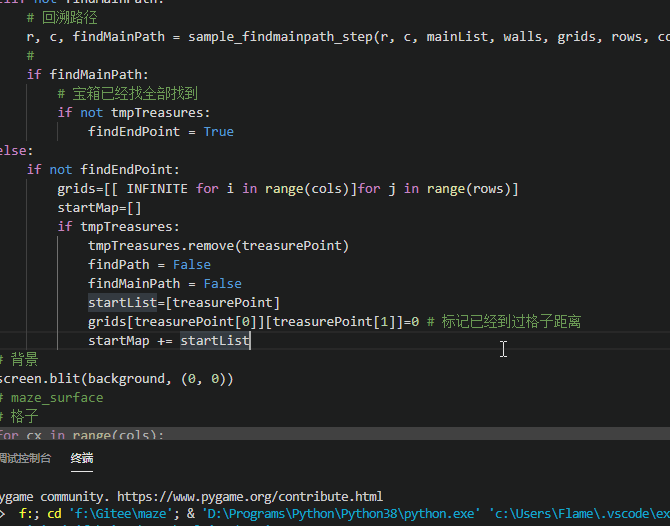 not findMainPath:
# 回溯路径
r, c, findMainPath = sample_findmainpath_step(r, c, mainList, walls, grids, rows, co
#
if findMainPath:
# 宝箱已经找全部找到
if not tmpTreasures:
findEndPoint = True
else:
if not findEndPoint:
grids=[[ INFINITE for i in range(cols)]for j in range(rows)]
startMap=[]
if tmpTreasures:
tmpTreasures.remove(treasurePoint)
findPath = False
findMainPath = False
startList=[treasurePoint]
grids[treasurePoint[0]][treasurePoint[1]]=0 # 标记已经到过格子距离
startMap += startList
# 背景
screen.blit(background, (0, 0))
# maze_surface
# 格子
for cx in range(cols):
调试控制台 终端
ygame community. https://www.pygame.org/contribute.html
> f:; cd 'f:\Gitee\maze'; & 'D:\Programs\Python\Python38\python.exe' 'c:\Users\Flame\.vscode\ex